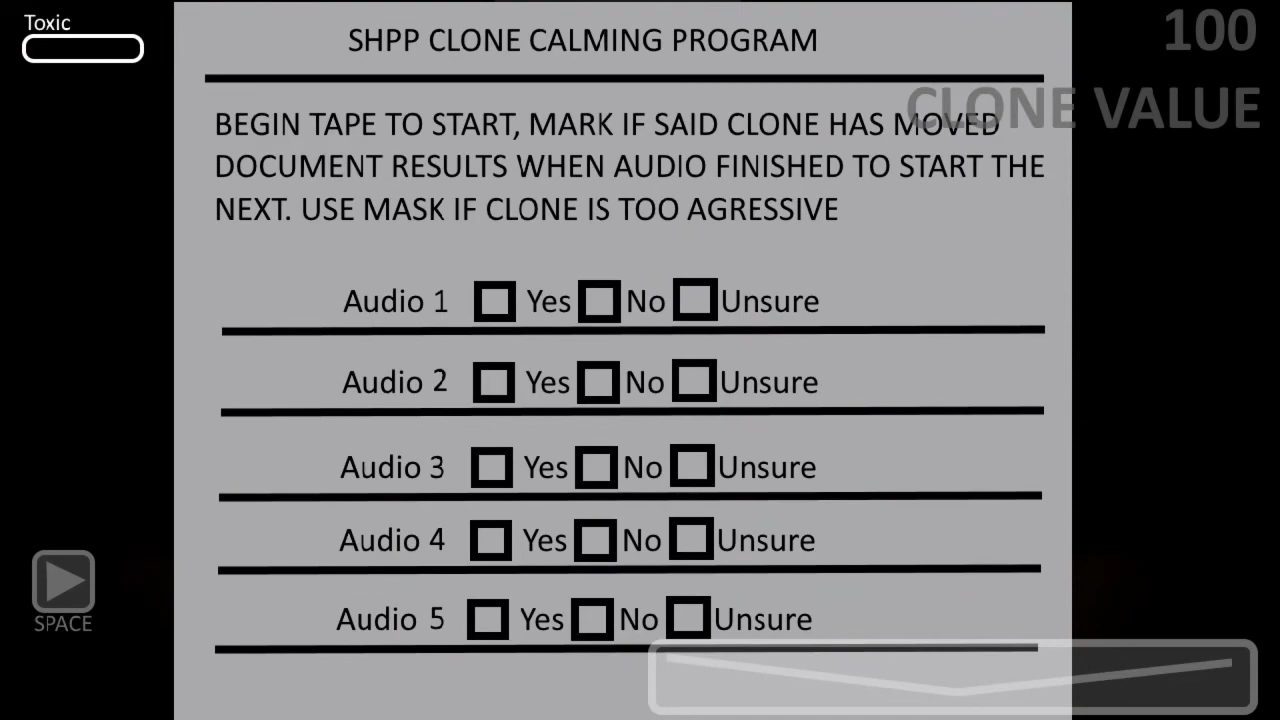 Toxic
100
CLONE VALUE
SHPP CLONE CALMING PROGRAM
BEGIN TAPE TO START, MARK IF SAID CLONE HAS MOVED
DOCUMENT RESULTS WHEN AUDIO FINISHED TO START THE
NEXT. USE MASK IF CLONE IS TOO AGRESSIVE
Audio 1 Yes No Unsure
Audio 2 Yes No Unsure
Audio 3 Yes No Unsure
Audio 4 Yes No Unsure
Audio 5 Yes No Unsure
SPACE